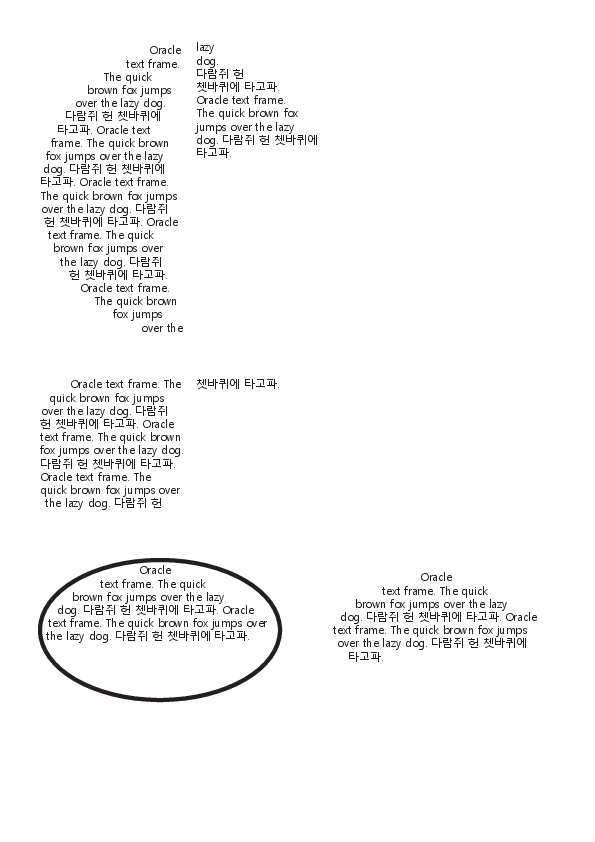 Oracle
text frame.
The quick
brown fox jumps
over the lazy dog.
다람쥐 헌 쳇바퀴에
타고파. Oracle text
frame. The quick brown
fox jumps over the lazy
dog. 다람쥐 헌 쳇바퀴에
타고파. Oracle text frame.
The quick brown fox jumps
over the lazy dog. 다람쥐
헌 쳇바퀴에 타고파. Oracle
text frame. The quick
brown fox jumps over
the lazy dog. 다람쥐
헌 쳇바퀴에 타고파.
Oracle text frame.
The quick brown
fox jumps
over the
lazy
dog.
다람쥐 헌
쳇바퀴에 타고파.
Oracle text frame.
The quick brown fox
jumps over the lazy
dog. 다람쥐 헌 쳇바퀴에
타고파.
Oracle text frame. The
quick brown fox jumps
over the lazy dog. 다람쥐
헌 쳇바퀴에 타고파. Oracle
text frame. The quick brown
fox jumps over the lazy dog.
다람쥐 헌 쳇바퀴에 타고파.
Oracle text frame. The
quick brown fox jumps over
the lazy dog. 다람쥐 헌
쳇바퀴에 타고파.
Oracle
text frame. The quick
brown fox jumps over the lazy
dog. 다람쥐 헌 쳇바퀴에 타고파. Oracle
text frame. The quick brown fox jumps over
the lazy dog. 다람쥐 헌 쳇바퀴에 타고파.
Oracle
text frame. The quick
brown fox jumps over the lazy
dog. 다람쥐 헌 쳇바퀴에 타고파. Oracle
text frame. The quick brown fox jumps
over the lazy dog. 다람쥐 헌 쳇바퀴에
타고파.